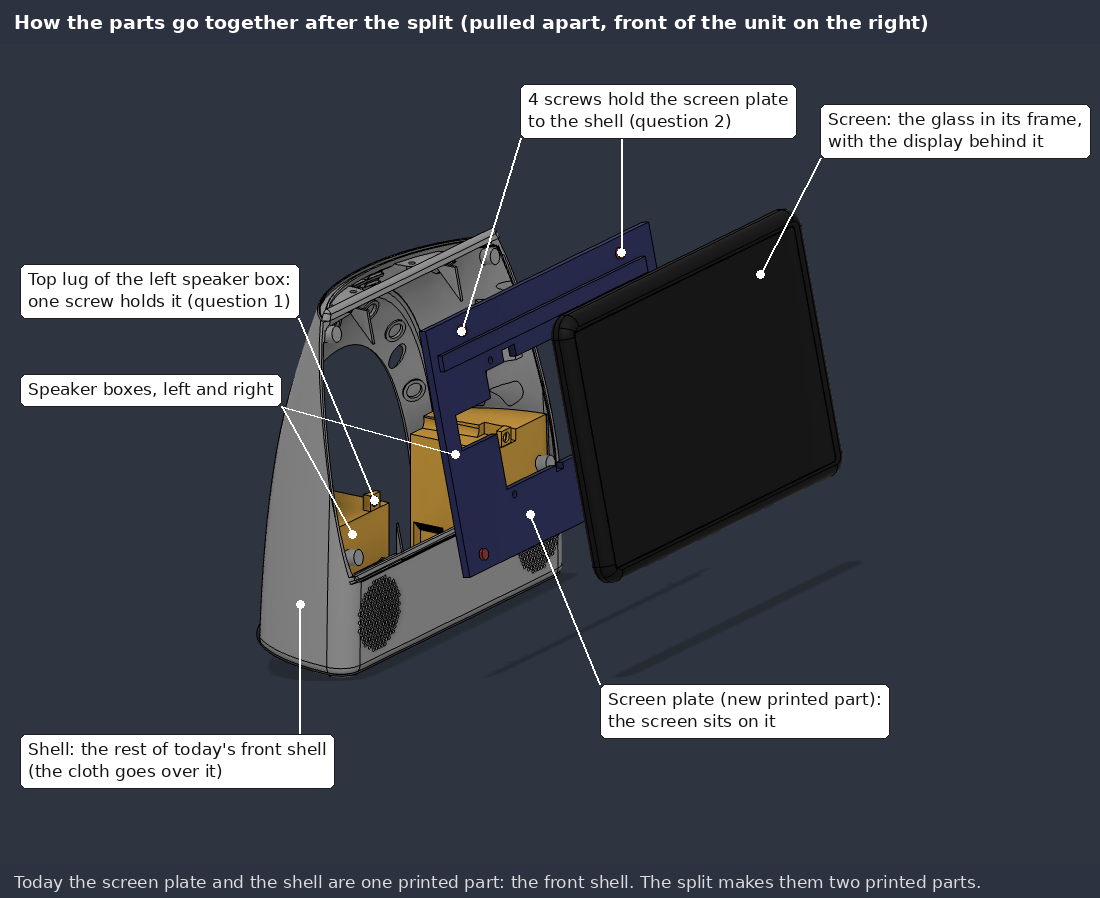 How the parts go together after the split (pulled apart, front of the unit on the right)
4 screws hold the screen plate
to the shell (question 2)
Screen: the glass in its frame,
with the display behind it
Top lug of the left speaker box:
one screw holds it (question 1)
Speaker boxes, left and right
Screen plate (new printed part):
the screen sits on it
Shell: the rest of today's front shell
(the cloth goes over it)
Today the screen plate and the shell are one printed part: the front shell. The split makes them two printed parts.